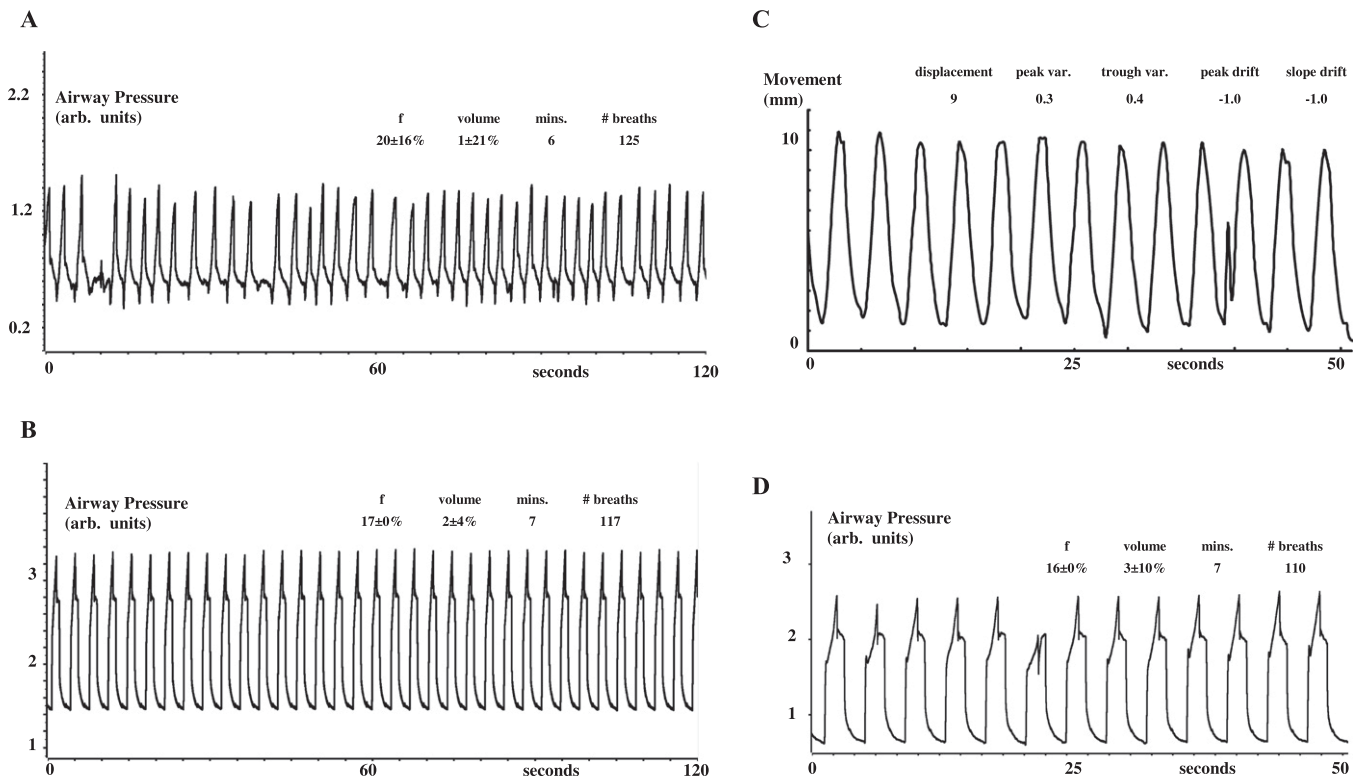 A
Airway Pressure
(arb. units)
f volume mins. # breaths
20±16% 1±21% 6 125
2.2
1.2
0.2
0 60 seconds 120
B
Airway Pressure
(arb. units)
f volume mins. # breaths
17±0% 2±4% 7 117
3
2
1
0 60 seconds 120
C
Movement
(mm)
displacement peak var. trough var. peak drift slope drift
9 0.3 0.4 -1.0 -1.0
10
0
0 25 seconds 50
D
Airway Pressure
(arb. units)
f volume mins. # breaths
16±0% 3±10% 7 110
3
2
1
0 25 seconds 50